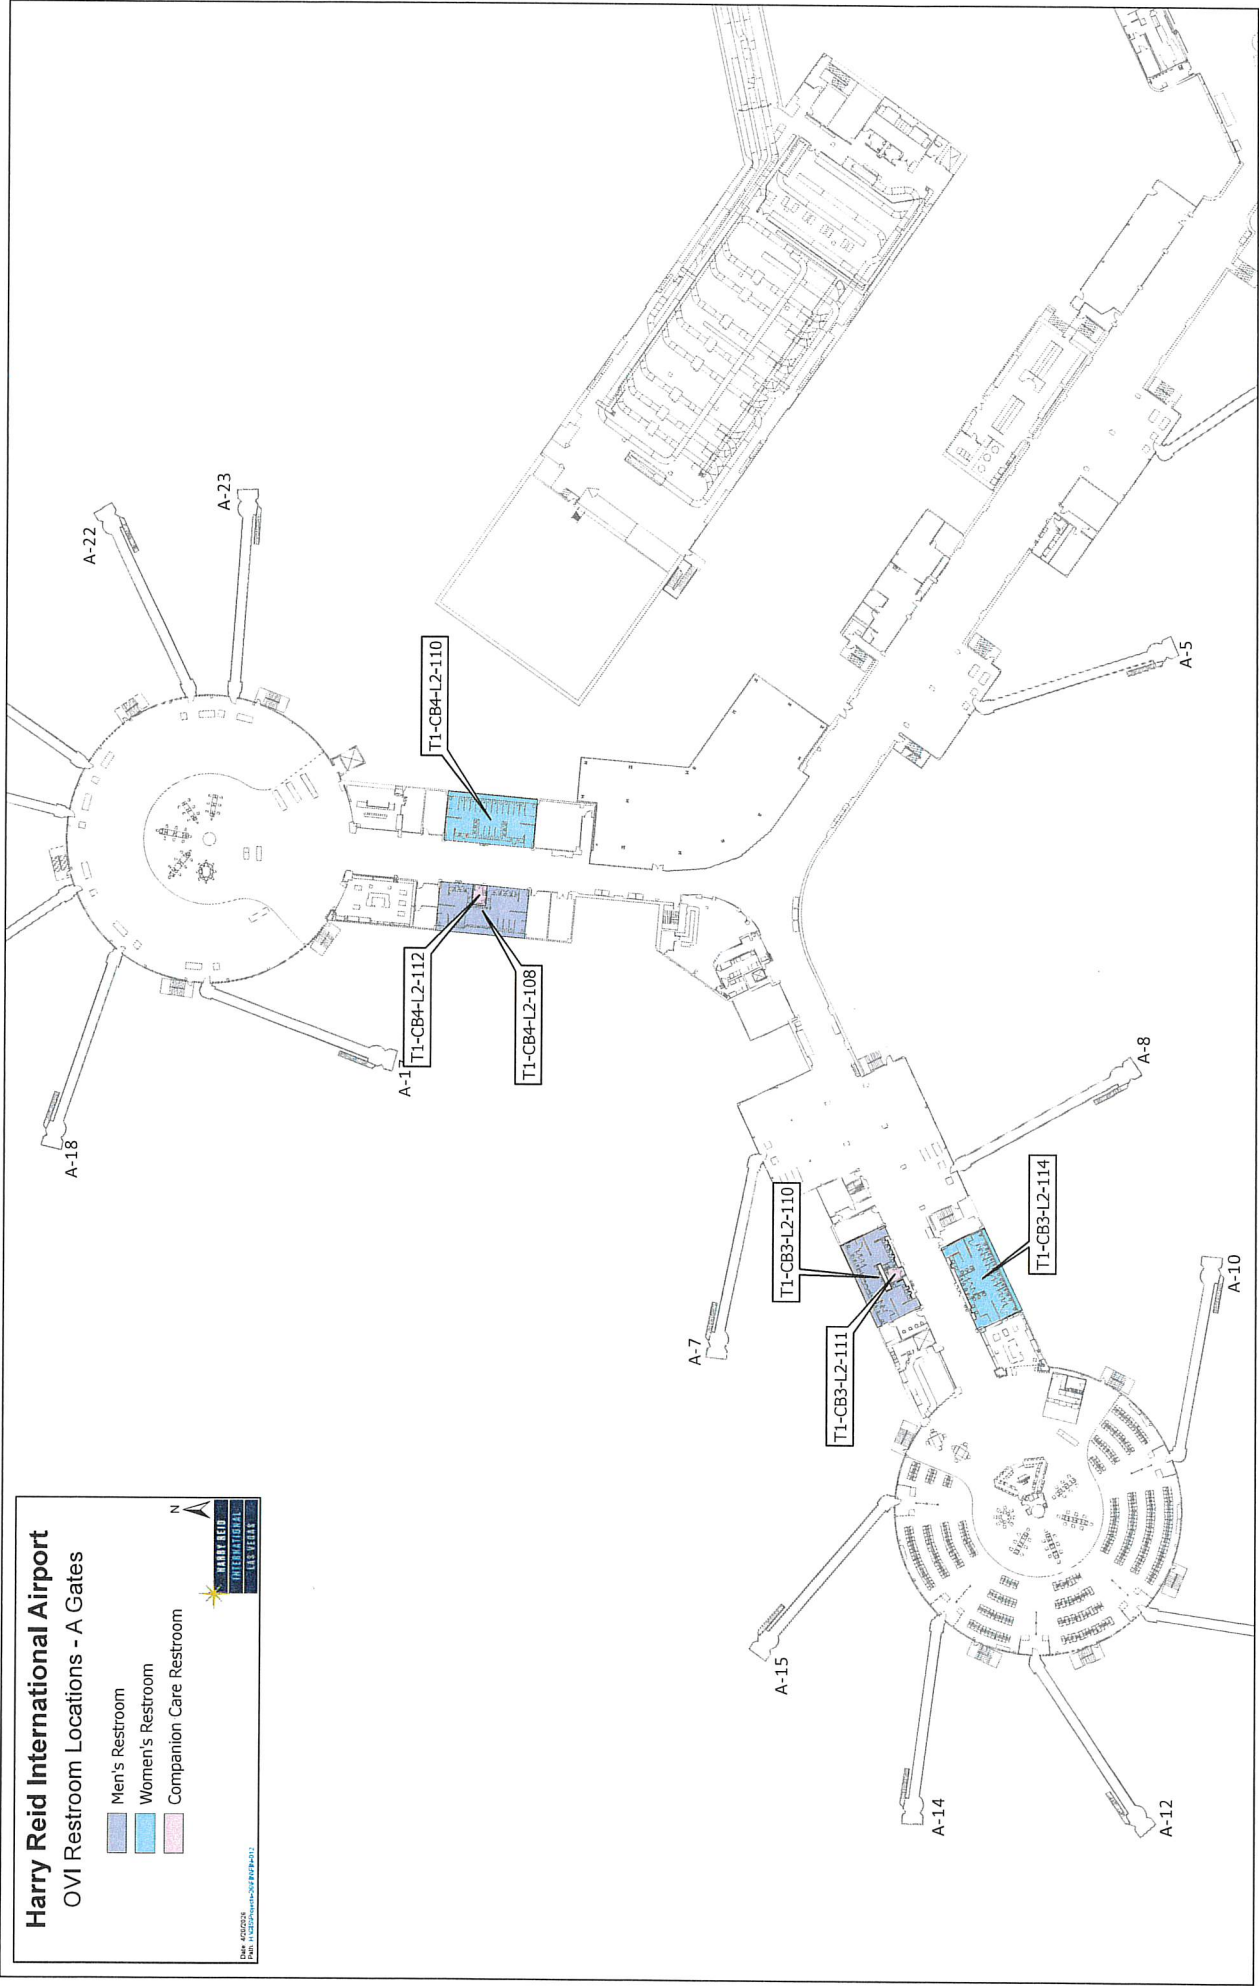 Harry Reid International Airport
OVI Restroom Locations - A Gates
Men's Restroom
Women's Restroom
Companion Care Restroom
N
HARRY REID
INTERNATIONAL
LAS VEGAS
A-18
A-22
A-23
A-1
T1-CB4-L2-112
T1-CB4-L2-108
T1-CB4-L2-110
A-7
A-5
A-8
T1-CB3-L2-110
T1-CB3-L2-111
T1-CB3-L2-114
A-15
A-10
A-14
A-12